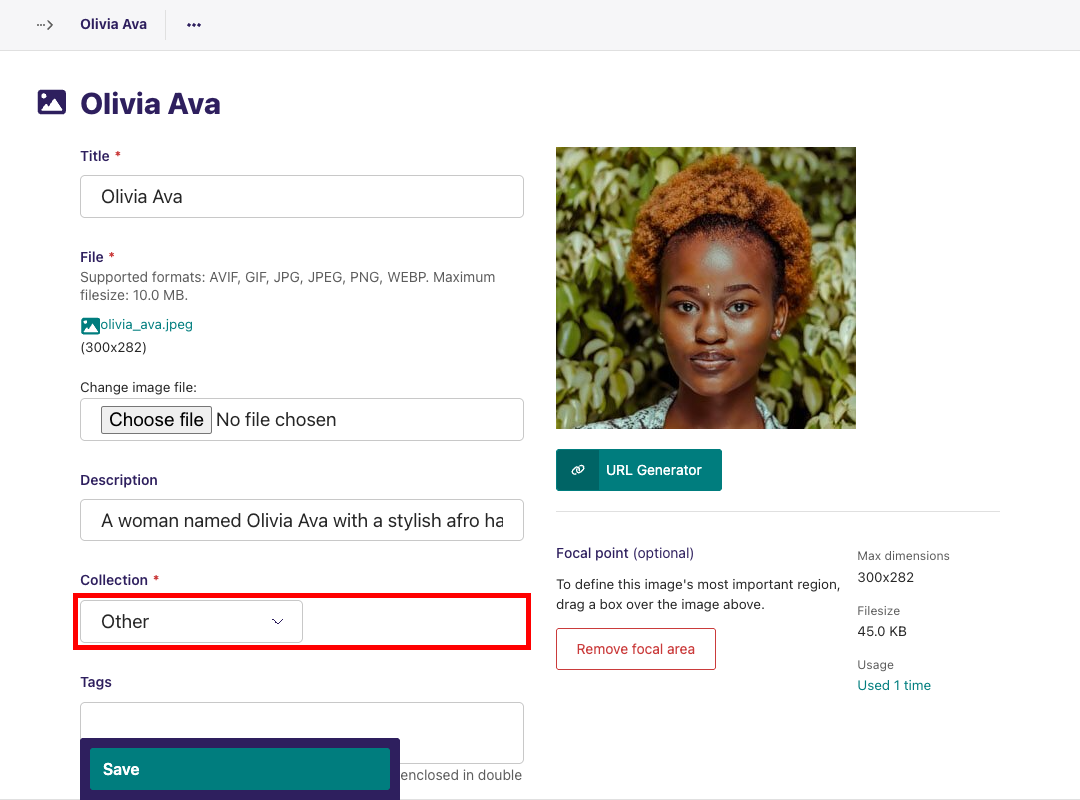 Olivia Ava
Olivia Ava
Title *
Olivia Ava
File *
Supported formats: AVIF, GIF, JPG, JPEG, PNG, WEBP. Maximum
filesize: 10.0 MB.
olivia_ava.jpeg
(300x282)
Change image file:
Choose file No file chosen
Description
A woman named Olivia Ava with a stylish afro ha
Collection *
Other
Tags
Save
enclosed in double
URL Generator
Focal point (optional)
To define this image's most important region,
drag a box over the image above.
Remove focal area
Max dimensions
300x282
Filesize
45.0 KB
Usage
Used 1 time